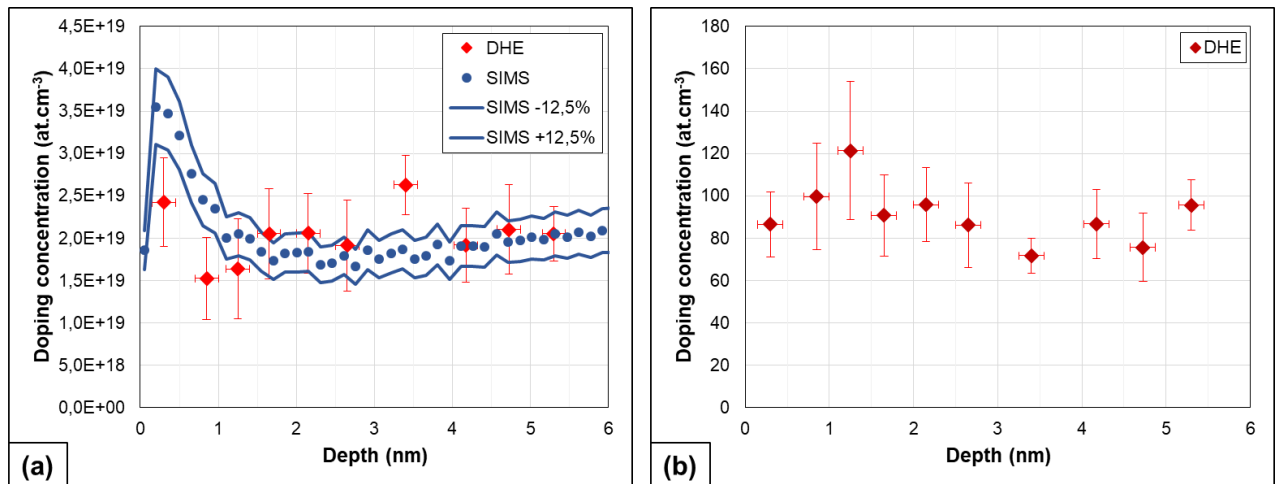 4,5E+19
4,0E+19
3,5E+19
3,0E+19
2,5E+19
2,0E+19
1,5E+19
1,0E+19
5,0E+18
0,0E+00
Doping concentration (at.cm-3)
DHE
SIMS
SIMS -12,5%
SIMS +12,5%
0 1 2 3 4 5 6
Depth (nm)
(a)
180
160
140
120
100
80
60
40
20
0
Doping concentration (at.cm-3)
DHE
0 1 2 3 4 5 6
Depth (nm)
(b)